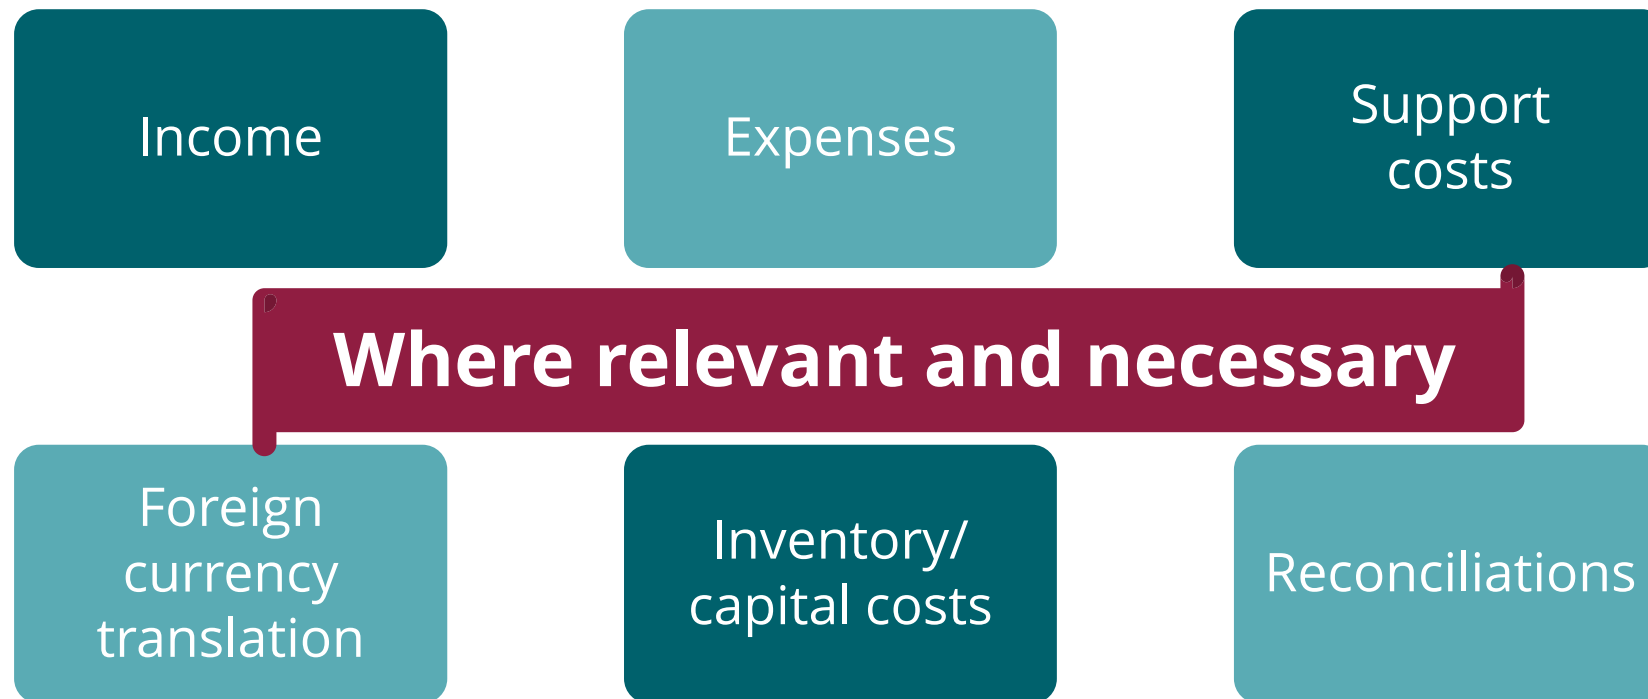 Income
Expenses
Support
costs
Where relevant and necessary
Foreign
currency
translation
Inventory/
capital costs
Reconciliations